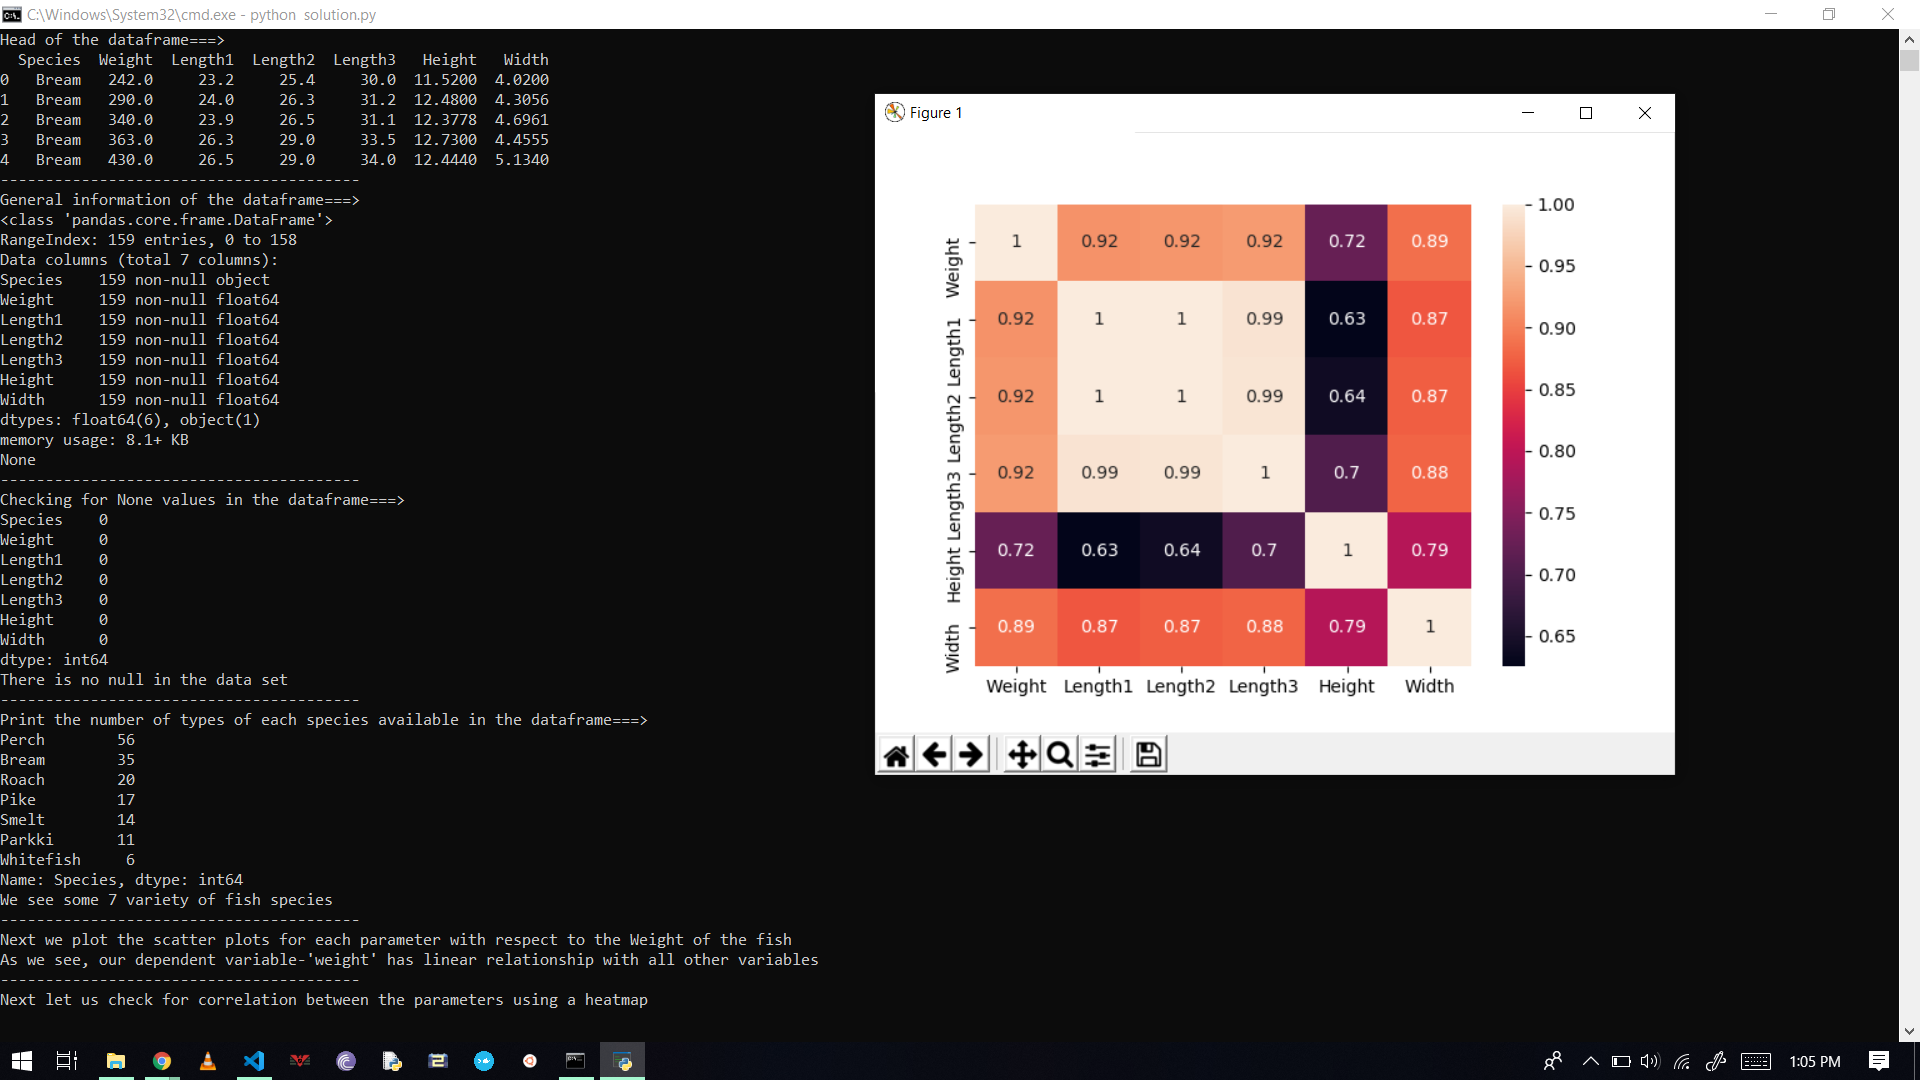 C:\Windows\System32\cmd.exe - python  solution.py
Head of the dataframe===>
  Species  Weight  Length1  Length2  Length3   Height   Width
0   Bream   242.0     23.2     25.4     30.0  11.5200  4.0200
1   Bream   290.0     24.0     26.3     31.2  12.4800  4.3056
2   Bream   340.0     23.9     26.5     31.1  12.3778  4.6961
3   Bream   363.0     26.3     29.0     33.5  12.7300  4.4555
4   Bream   430.0     26.5     29.0     34.0  12.4440  5.1340
----------------------------------------
General information of the dataframe===>
<class 'pandas.core.frame.DataFrame'>
RangeIndex: 159 entries, 0 to 158
Data columns (total 7 columns):
Species    159 non-null object
Weight     159 non-null float64
Length1    159 non-null float64
Length2    159 non-null float64
Length3    159 non-null float64
Height     159 non-null float64
Width      159 non-null float64
dtypes: float64(6), object(1)
memory usage: 8.1+ KB
None
----------------------------------------
Checking for None values in the dataframe===>
Species    0
Weight     0
Length1    0
Length2    0
Length3    0
Height     0
Width      0
dtype: int64
There is no null in the data set
----------------------------------------
Print the number of types of each species available in the dataframe===>
Perch        56
Bream        35
Roach        20
Pike         17
Smelt        14
Parkki       11
Whitefish     6
Name: Species, dtype: int64
We see some 7 variety of fish species
----------------------------------------
Next we plot the scatter plots for each parameter with respect to the Weight of the fish
As we see, our dependent variable-'weight' has linear relationship with all other variables
----------------------------------------
Next let us check for correlation between the parameters using a heatmap
Figure 1
Weight 1 0.92 0.92 0.92 0.72 0.89
Length1 0.92 1 1 0.99 0.63 0.87
Length2 0.92 1 1 0.99 0.64 0.87
Length3 0.92 0.99 0.99 1 0.7 0.88
Height 0.72 0.63 0.64 0.7 1 0.79
Width 0.89 0.87 0.87 0.88 0.79 1
Weight Length1 Length2 Length3 Height Width
1.00
0.95
0.90
0.85
0.80
0.75
0.70
0.65
1:05 PM